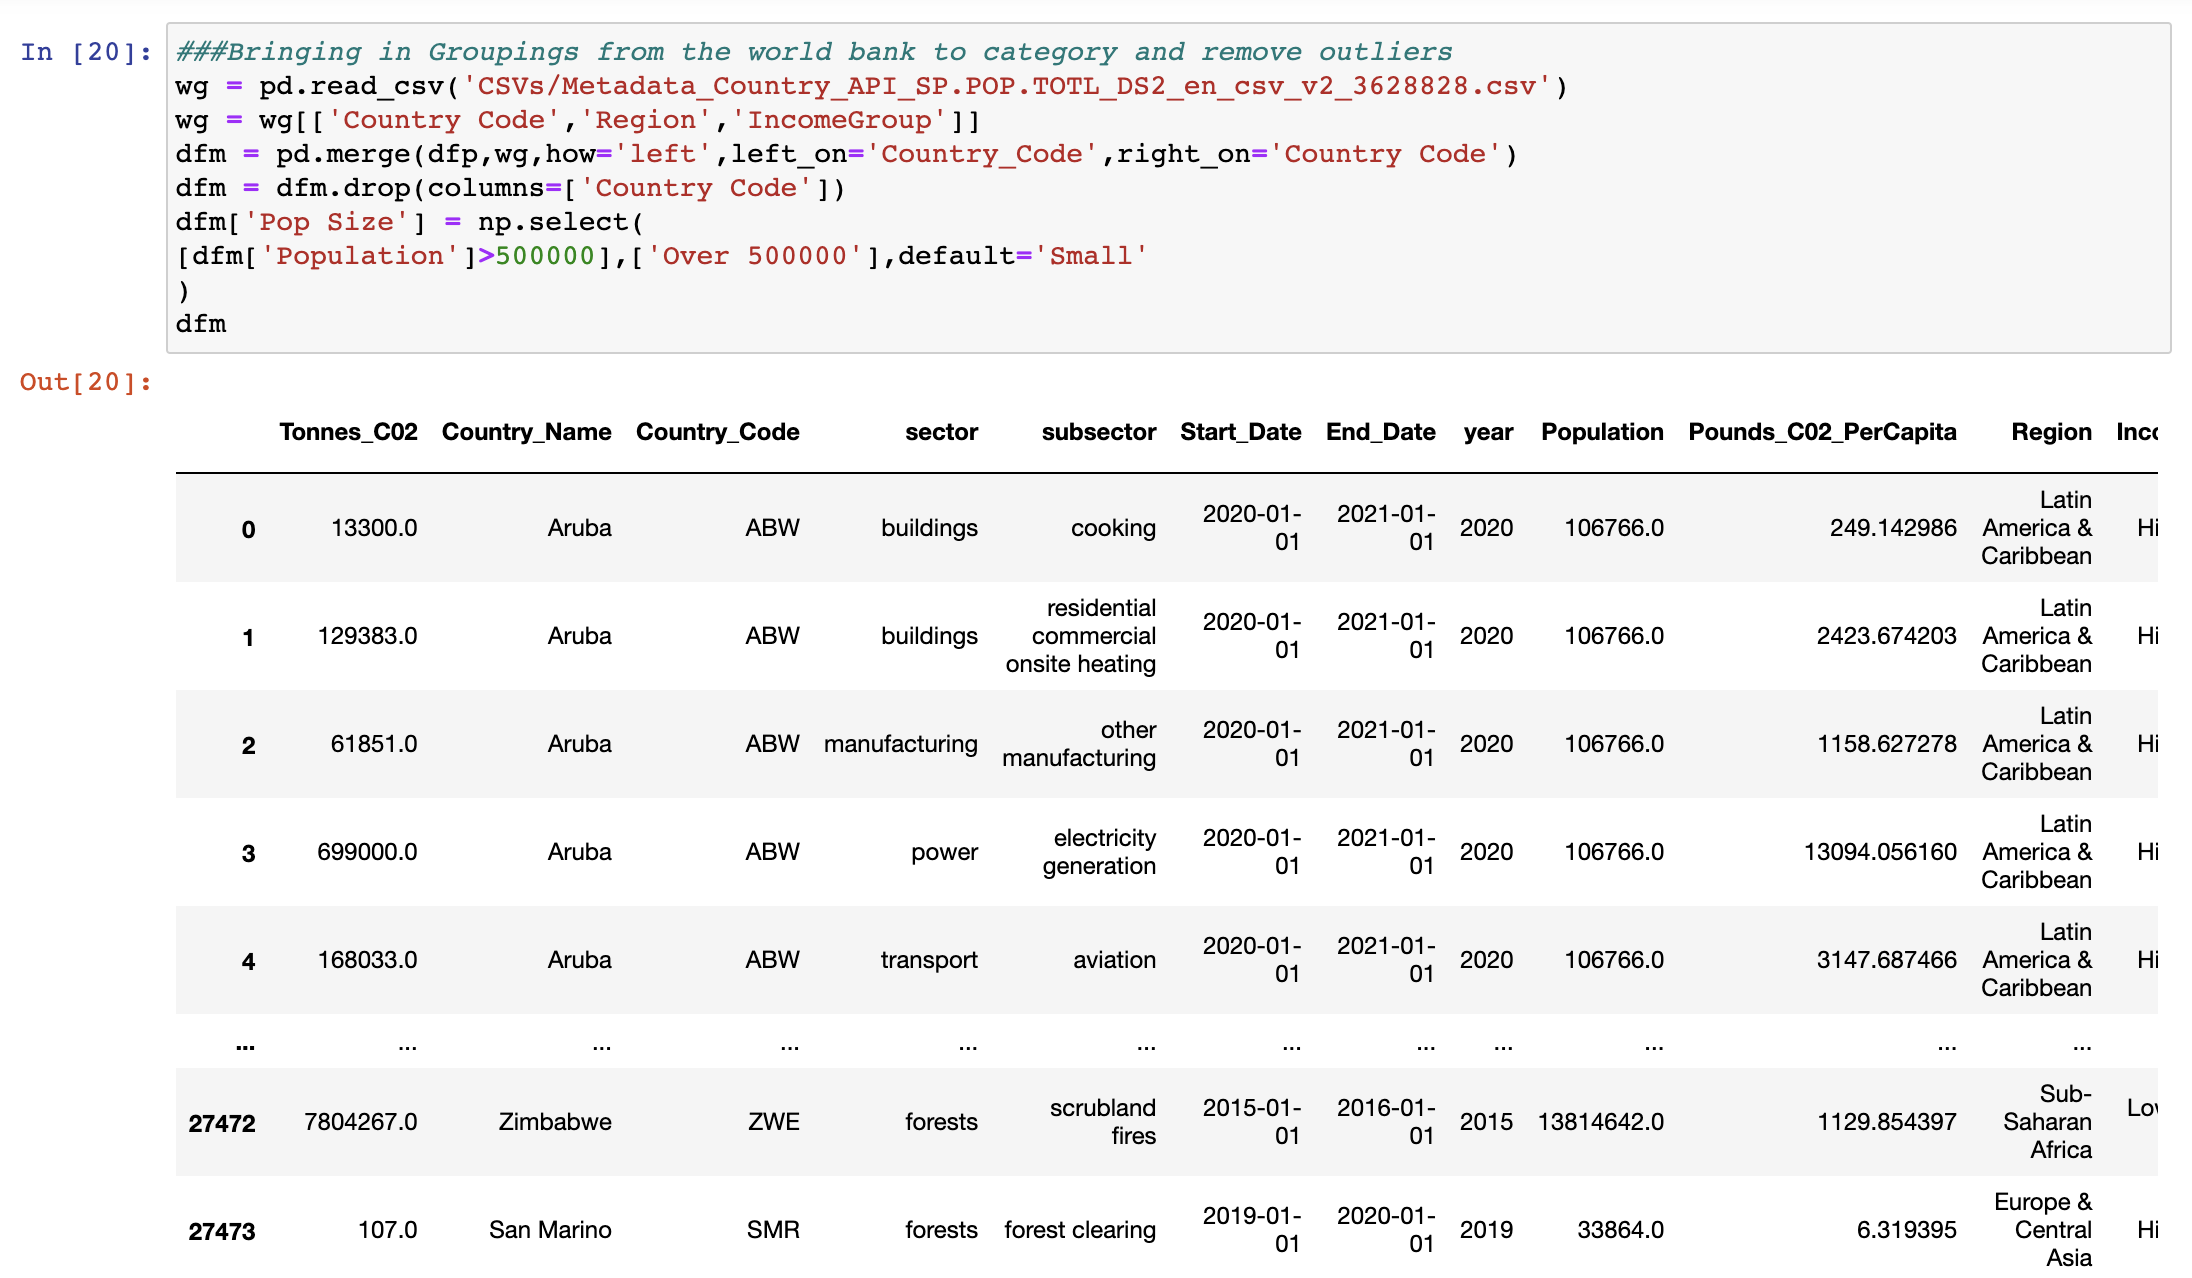 In [20]:
###Bringing in Groupings from the world bank to category and remove outliers
wg = pd.read_csv('CSVs/Metadata_Country_API_SP.POP.TOTL_DS2_en_csv_v2_3628828.csv')
wg = wg[['Country Code','Region','IncomeGroup']]
dfm = pd.merge(dfp,wg,how='left',left_on='Country_Code',right_on='Country Code')
dfm = dfm.drop(columns=['Country Code'])
dfm['Pop Size'] = np.select(
[dfm['Population']>500000],['Over 500000'],default='Small'
)
dfm
Out[20]:
Tonnes_C02 Country_Name Country_Code sector subsector Start_Date End_Date year Population Pounds_C02_PerCapita Region
0 13300.0 Aruba ABW buildings cooking 2020-01-01 2021-01-01 2020 106766.0 249.142986 Latin America & Caribbean Hi
1 129383.0 Aruba ABW buildings residential commercial onsite heating 2020-01-01 2021-01-01 2020 106766.0 2423.674203 Latin America & Caribbean Hi
2 61851.0 Aruba ABW manufacturing other manufacturing 2020-01-01 2021-01-01 2020 106766.0 1158.627278 Latin America & Caribbean Hi
3 699000.0 Aruba ABW power electricity generation 2020-01-01 2021-01-01 2020 106766.0 13094.056160 Latin America & Caribbean Hi
4 168033.0 Aruba ABW transport aviation 2020-01-01 2021-01-01 2020 106766.0 3147.687466 Latin America & Caribbean Hi
... ... ... ... ... ... ... ... ... ... ... ...
27472 7804267.0 Zimbabwe ZWE forests scrubland fires 2015-01-01 2016-01-01 2015 13814642.0 1129.854397 Sub-Saharan Africa
27473 107.0 San Marino SMR forests forest clearing 2019-01-01 2020-01-01 2019 33864.0 6.319395 Europe & Central Asia Hi